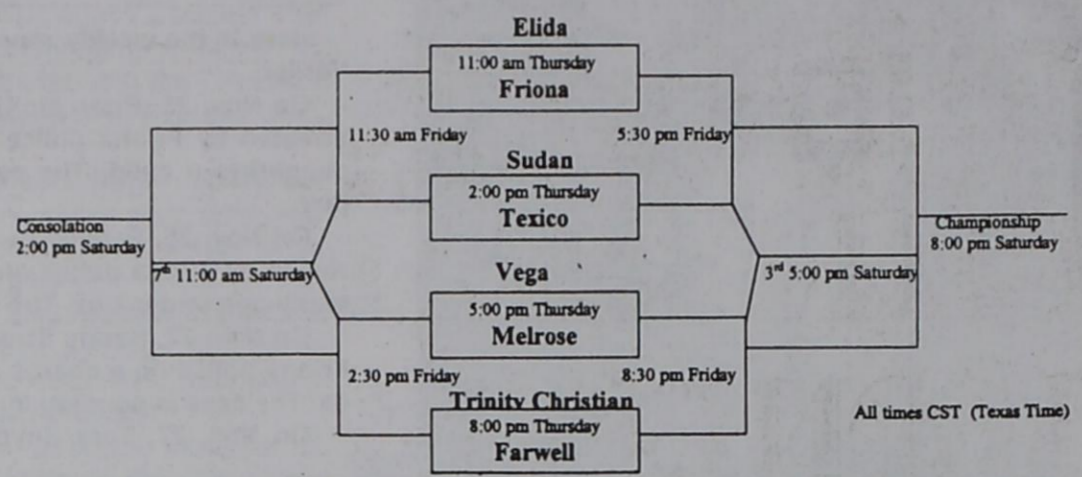 Elida
11:00 am Thursday
Friona
11:30 am Friday
5:30 pm Friday
Sudan
2:00 pm Thursday
Texico
Consolation
2:00 pm Saturday
Championship
8:00 pm Saturday
7th 11:00 am Saturday
Vega
3rd 5:00 pm Saturday
5:00 pm Thursday
Melrose
2:30 pm Friday
8:30 pm Friday
Trinity Christian
8:00 pm Thursday
Farwell
All times CST (Texas Time)